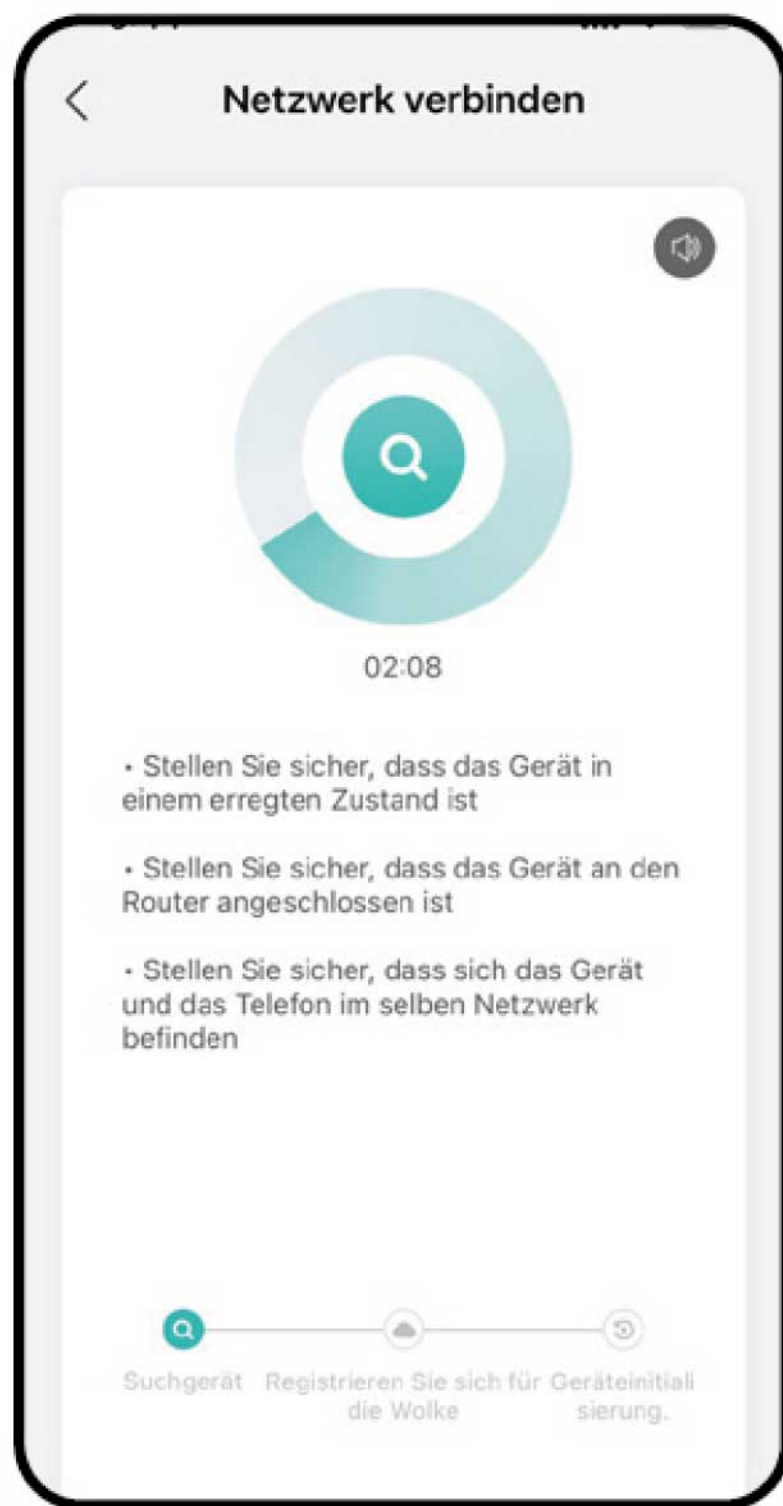 Netzwerk verbinden
02:08
• Stellen Sie sicher, dass das Gerät in
einem erregten Zustand ist
• Stellen Sie sicher, dass das Gerät an den
Router angeschlossen ist
• Stellen Sie sicher, dass sich das Gerät
und das Telefon im selben Netzwerk
befinden
Suchgerät Registrieren Sie sich für Geräteinitiali
die Wolke sierung.